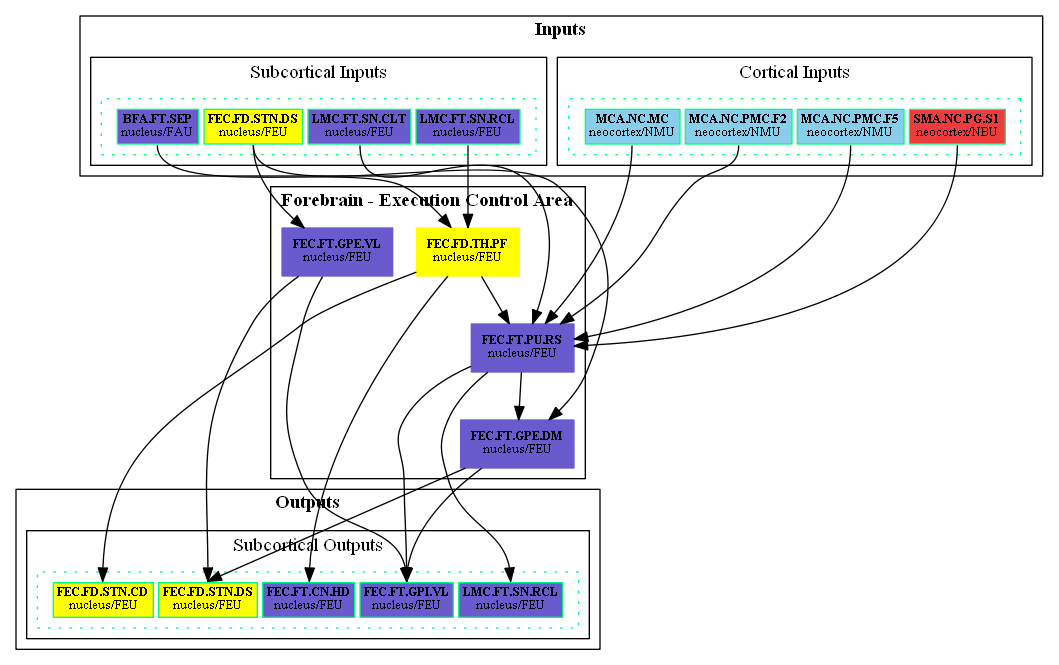 Inputs
Subcortical Inputs
Cortical Inputs
BFA.FT.SEP
nucleus/FAU
FEC.FD.STN.DS
nucleus/FEU
LMC.FT.SN.CLT
nucleus/FEU
LMC.FT.SN.RCL
nucleus/FEU
MCA.NC.MC
neocortex/NMU
MCA.NC.PMC.F2
neocortex/NMU
MCA.NC.PMC.F5
neocortex/NMU
SMA.NC.PG.S1
neocortex/NBU
Forebrain - Execution Control Area
FEC.FT.GPE.VL
nucleus/FEU
FEC.FD.TH.PF
nucleus/FEU
FEC.FT.PU.RS
nucleus/FEU
FEC.FT.GPE.DM
nucleus/FEU
Outputs
Subcortical Outputs
FEC.FD.STN.CD
nucleus/FEU
FEC.FD.STN.DS
nucleus/FEU
FEC.FT.CN.HD
nucleus/FEU
FEC.FT.GPI.VL
nucleus/FEU
LMC.FT.SN.RCL
nucleus/FEU